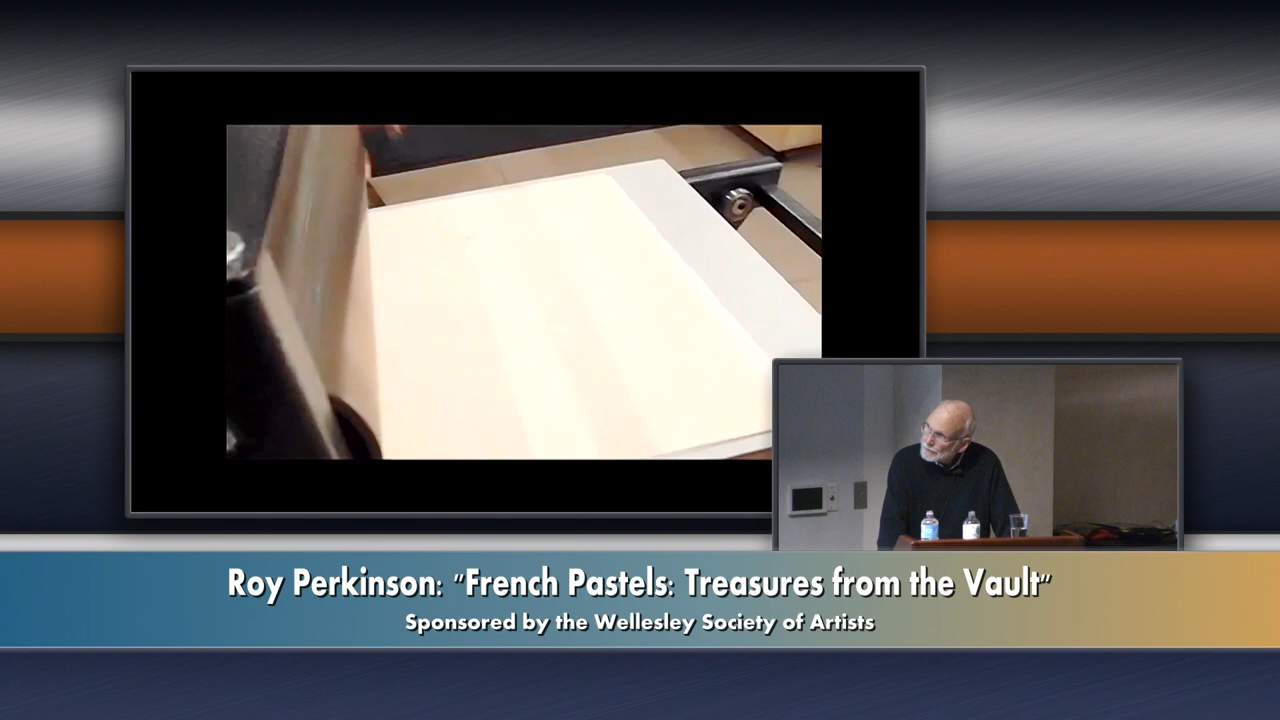 Roy Perkinson: "French Pastels: Treasures from the Vault"
Sponsored by the Wellesley Society of Artists